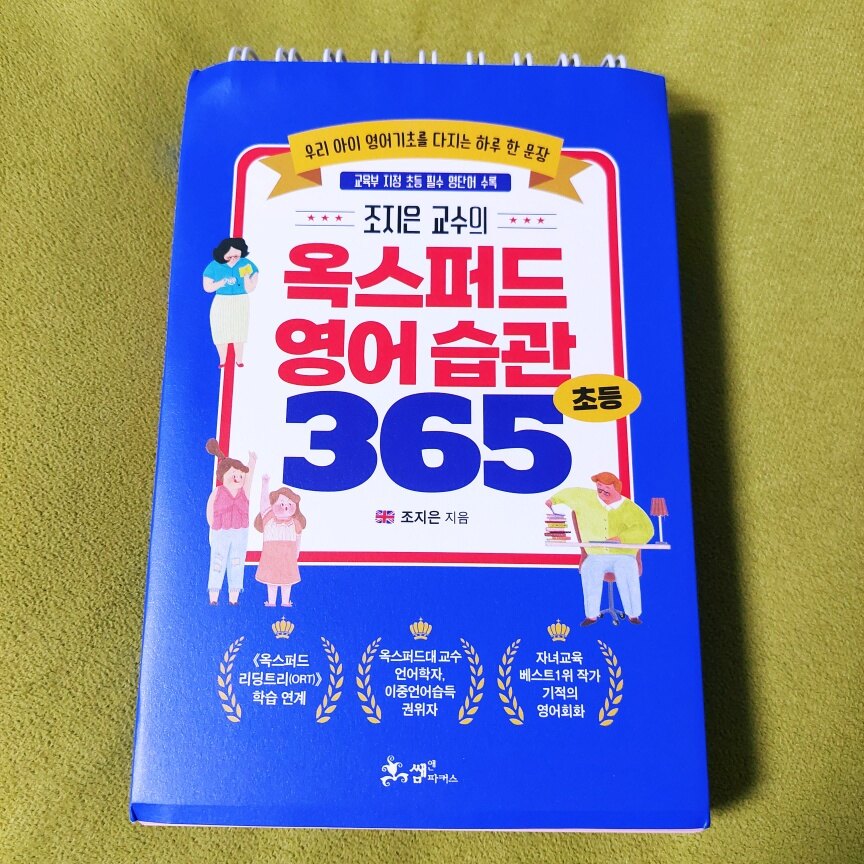 우리 아이 영어기초를 다지는 하루 한 문장
교육부 지정 초등 필수 영단어 수록
조지은 교수의
옥스퍼드
영어 습관
365
초등
조지은 지음
《옥스퍼드
리딩트리(ORT)》
학습 연계
옥스퍼드대 교수
언어학자,
이중언어습득
권위자
자녀교육
베스트1위 작가
기적의
영어회화
쌤앤파커스